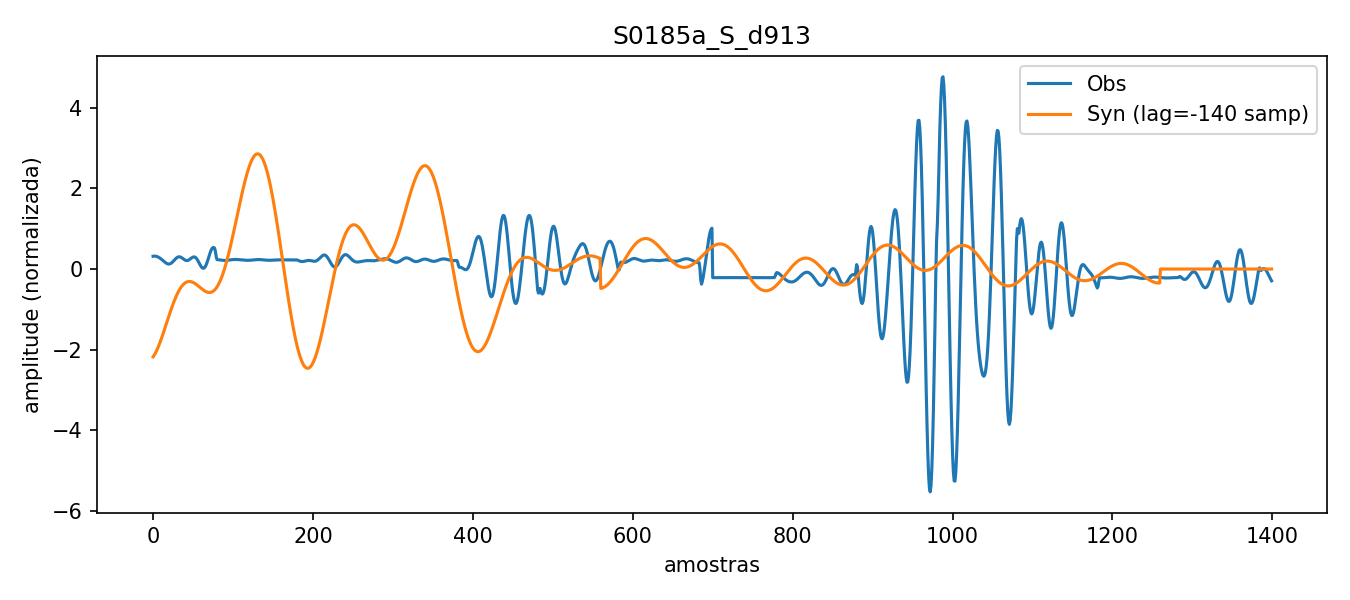 S0185a_S_d913
Obs
Syn (lag=-140 samp)
amplitude (normalizada)
4
2
0
−2
−4
−6
0 200 400 600 800 1000 1200 1400
amostras